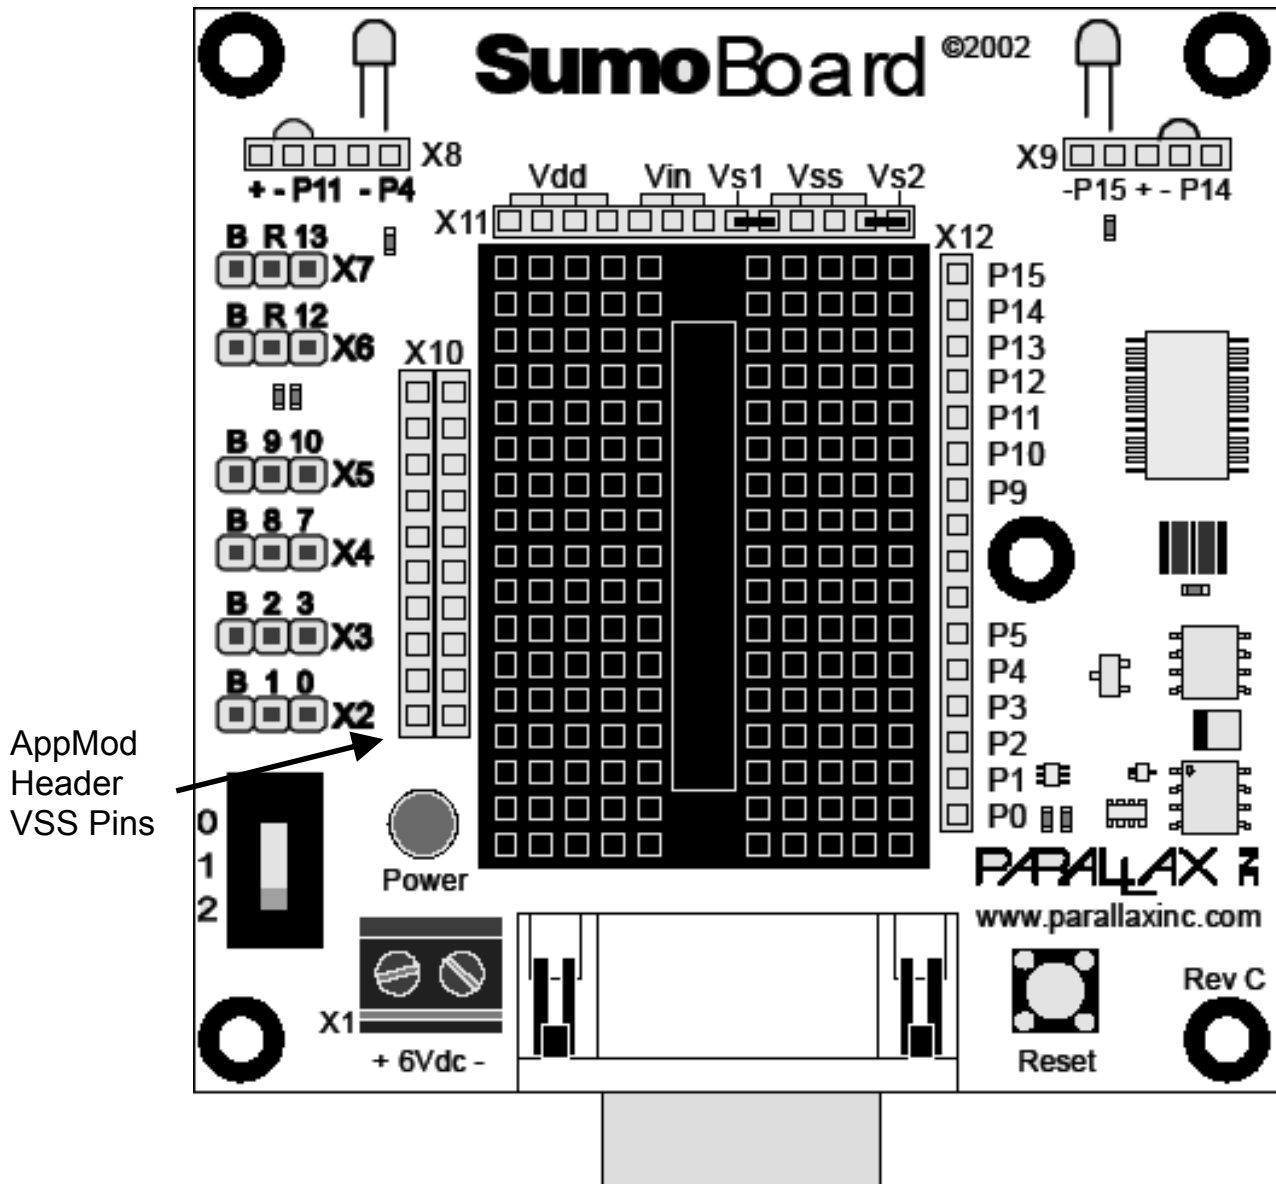 SumoBoard ©2002
X8
+ - P11 - P4
X9
-P15 + - P14
Vdd Vin Vs1 Vss Vs2
X11
X12
B R 13
X7
B R 12
X6
X10
B 9 10
X5
B 8 7
X4
B 2 3
X3
B 1 0
X2
P15
P14
P13
P12
P11
P10
P9
P5
P4
P3
P2
P1
P0
AppMod
Header
VSS Pins
0
1
2
Power
X1
+ 6Vdc -
PARALLAX INC
www.parallaxinc.com
Rev C
Reset